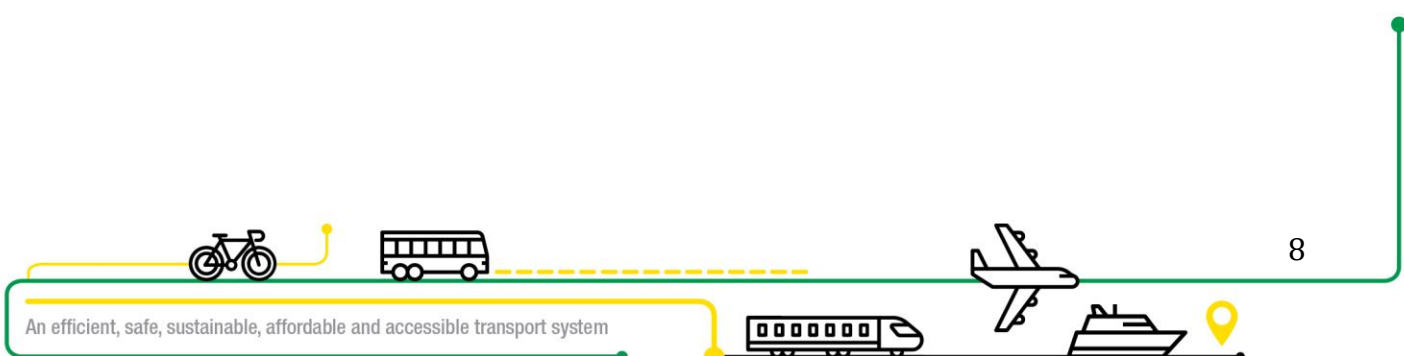 8
An efficient, safe, sustainable, affordable and accessible transport system